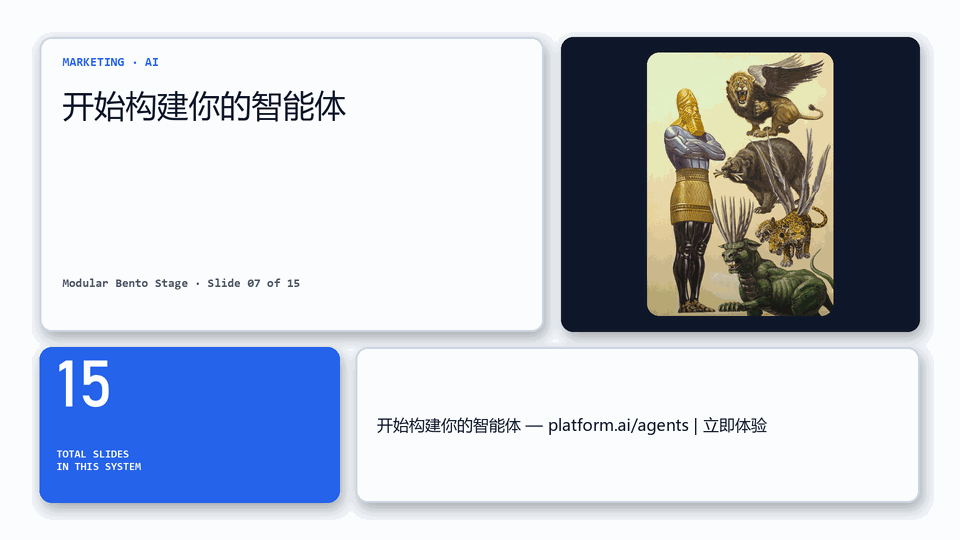 MARKETING · AI
开始构建你的智能体
Modular Bento Stage · Slide 07 of 15
15
TOTAL SLIDES
IN THIS SYSTEM
开始构建你的智能体 — platform.ai/agents | 立即体验